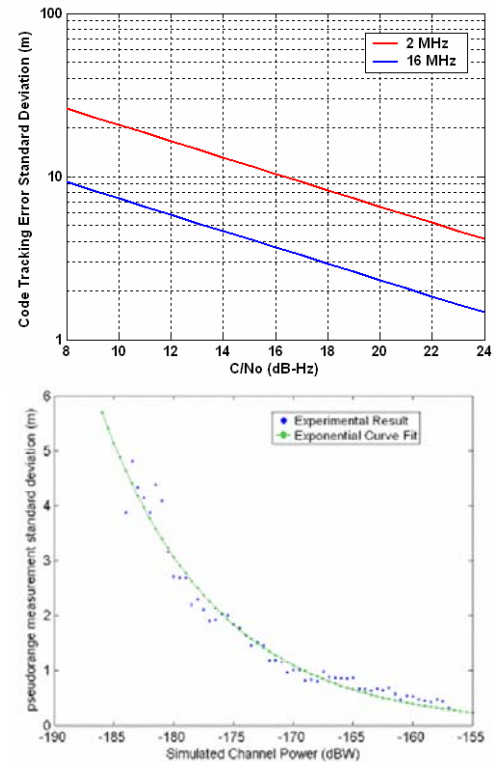 100
10
1
Code Tracking Error Standard Deviation (m)
2 MHz
16 MHz
8 10 12 14 16 18 20 22 24
C/No (dB-Hz)
6
5
4
3
2
1
0
pseudorange measurement standard deviation (m)
Experimental Result
Exponential Curve Fit
-190 -185 -180 -175 -170 -165 -160 -155
Simulated Channel Power (dBW)